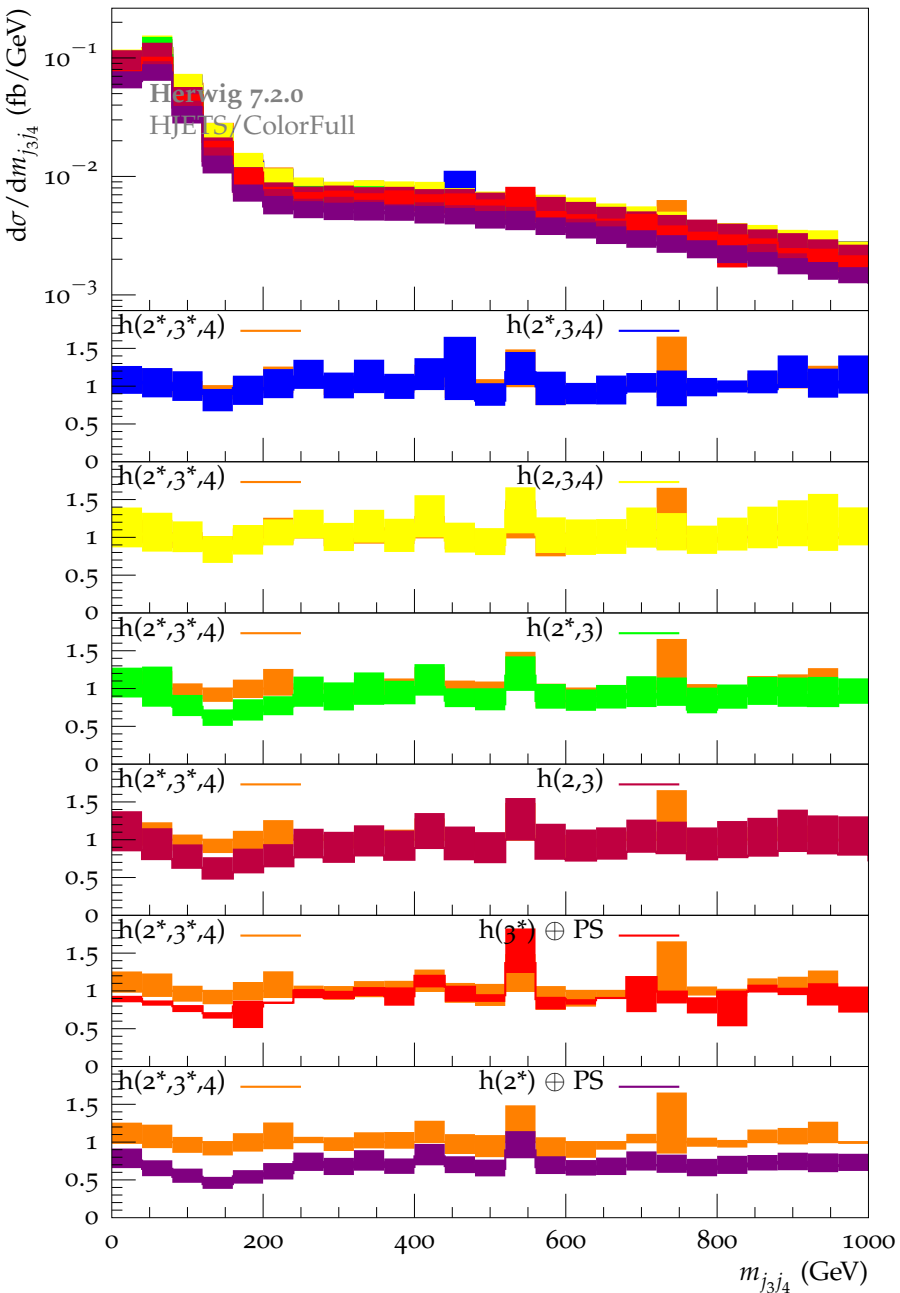 dσ/dm_{j3j4} (fb/GeV)
10^{-1}
10^{-2}
10^{-3}
Herwig 7.2.0
HJETS/ColorFull
h(2*,3*,4) h(2*,3,4)
1.5
1
0.5
0
h(2*,3*,4) h(2,3,4)
1.5
1
0.5
0
h(2*,3*,4) h(2*,3)
1.5
1
0.5
0
h(2*,3*,4) h(2,3)
1.5
1
0.5
0
h(2*,3*,4) h(3*) ⊕ PS
1.5
1
0.5
0
h(2*,3*,4) h(2*) ⊕ PS
1.5
1
0.5
0
0 200 400 600 800 1000
m_{j3j4} (GeV)